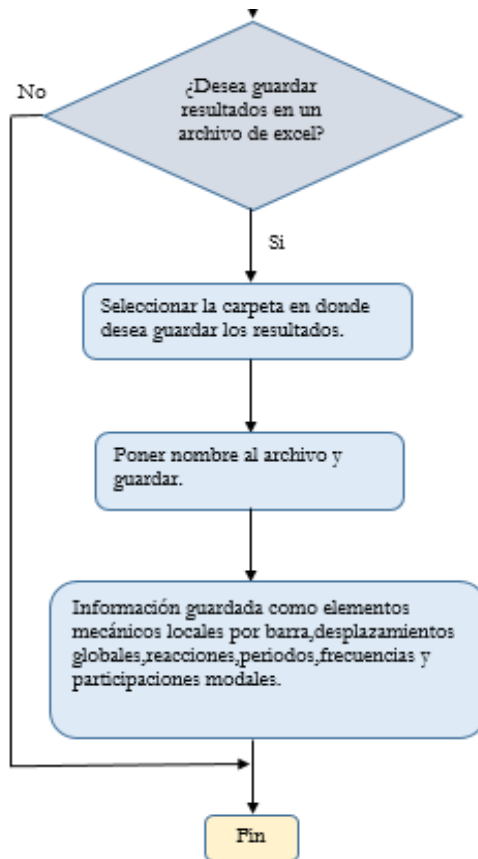 ¿Desea guardar
resultados en un
archivo de excel?
No
Si
Seleccionar la carpeta en donde
desea guardar los resultados.
Poner nombre al archivo y
guardar.
Información guardada como elementos
mecánicos locales por barra,desplazamientos
globales,reacciones,periodos,frecuencias y
participaciones modales.
Fin